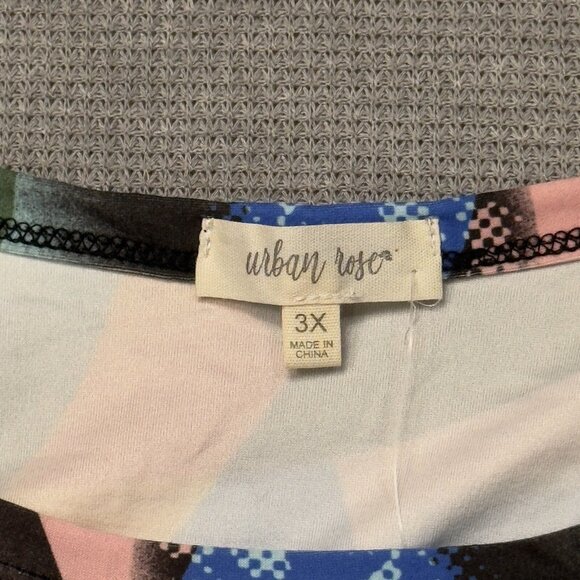 urban rose
3X
MADE IN
CHINA